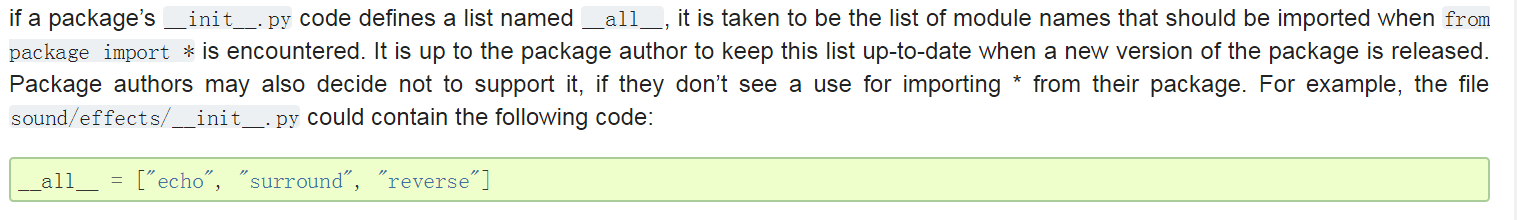 if a package’s __init__.py code defines a list named __all__, it is taken to be the list of module names that should be imported when from
package import * is encountered. It is up to the package author to keep this list up-to-date when a new version of the package is released.
Package authors may also decide not to support it, if they don’t see a use for importing * from their package. For example, the file
sound/effects/__init__.py could contain the following code:
__all__ = ["echo", "surround", "reverse"]